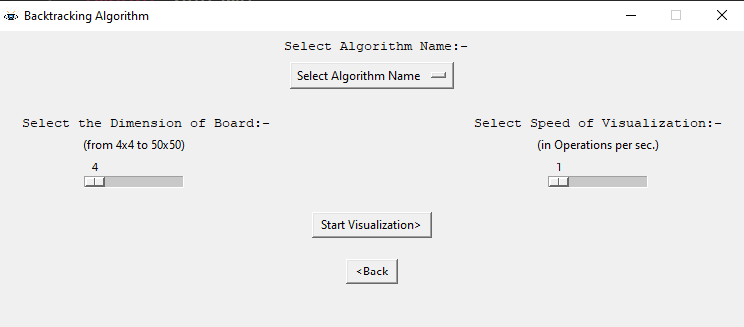 Backtracking Algorithm
Select Algorithm Name:-
Select Algorithm Name
Select the Dimension of Board:-
(from 4x4 to 50x50)
4
Select Speed of Visualization:-
(in Operations per sec.)
1
Start Visualization>
<Back